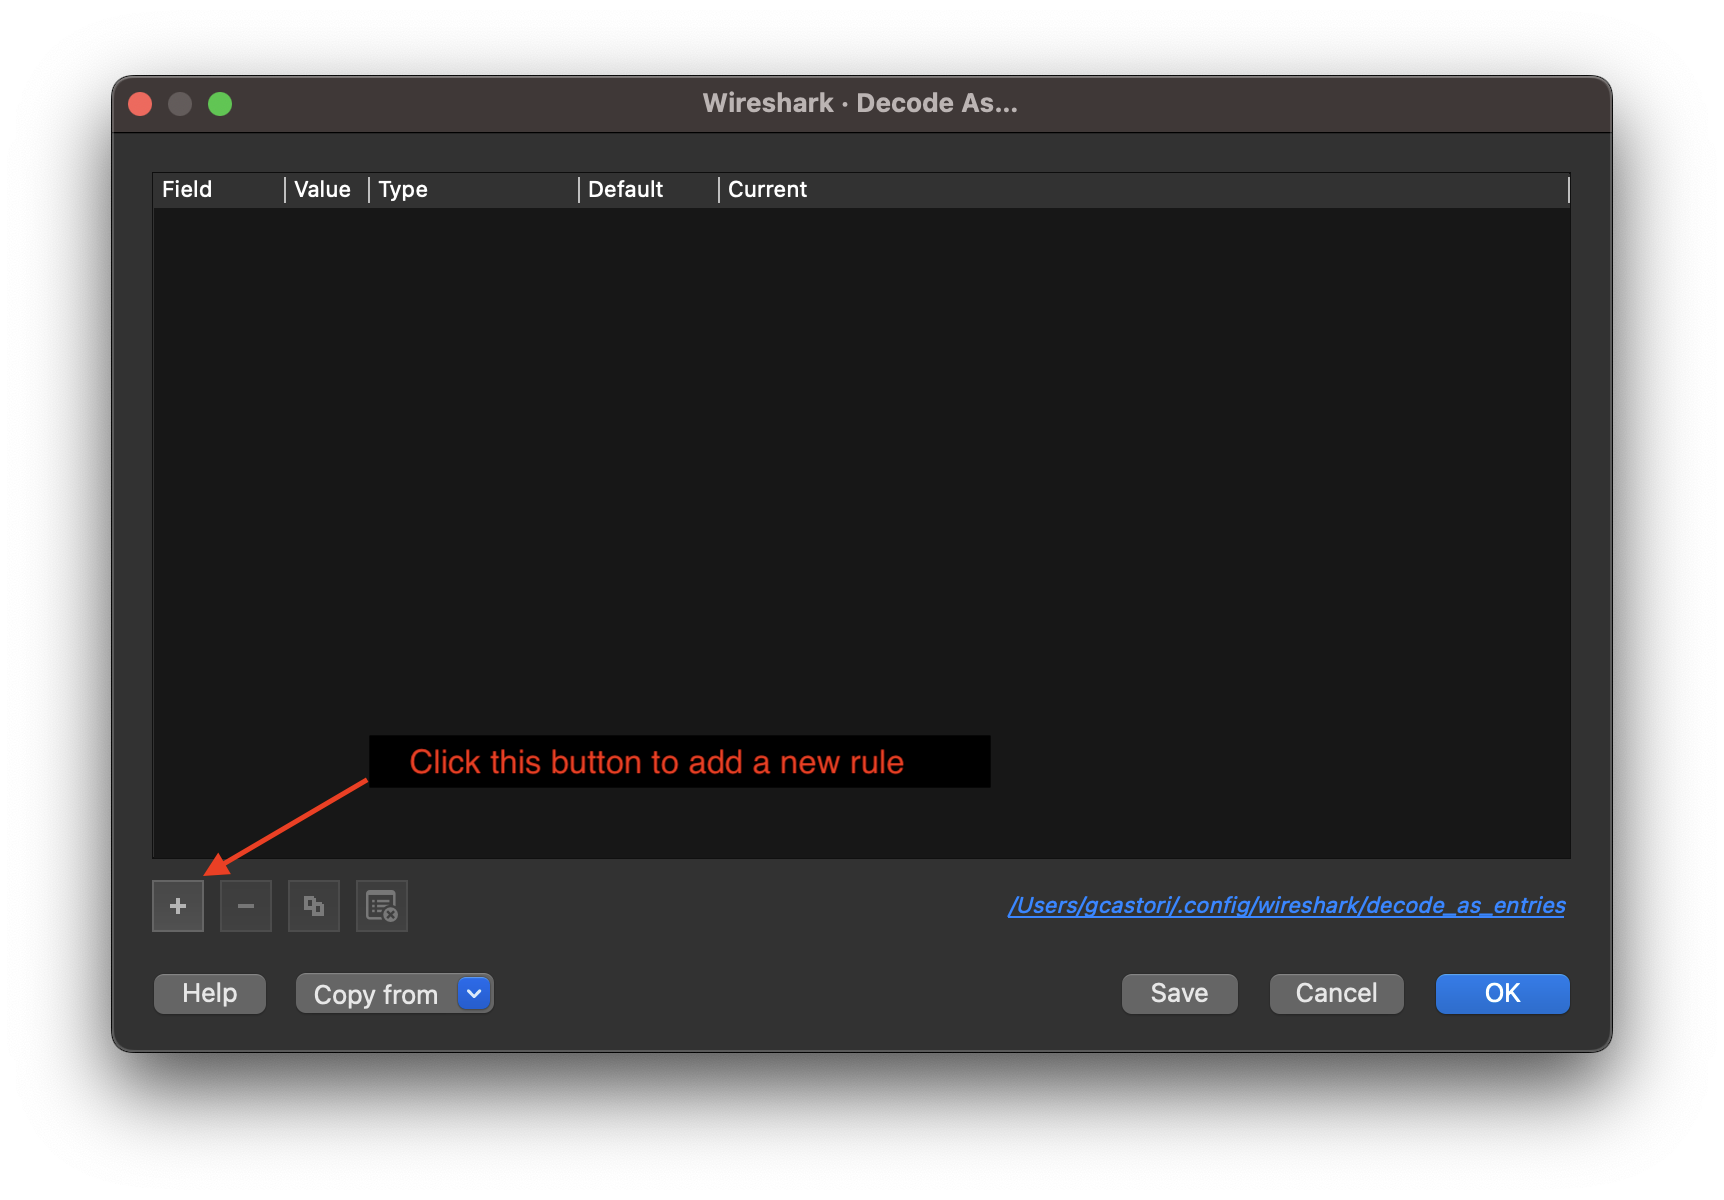 Wireshark · Decode As...
Field Value Type Default Current
Click this button to add a new rule
/Users/gcastori/.config/wireshark/decode_as_entries
Help Copy from Save Cancel OK